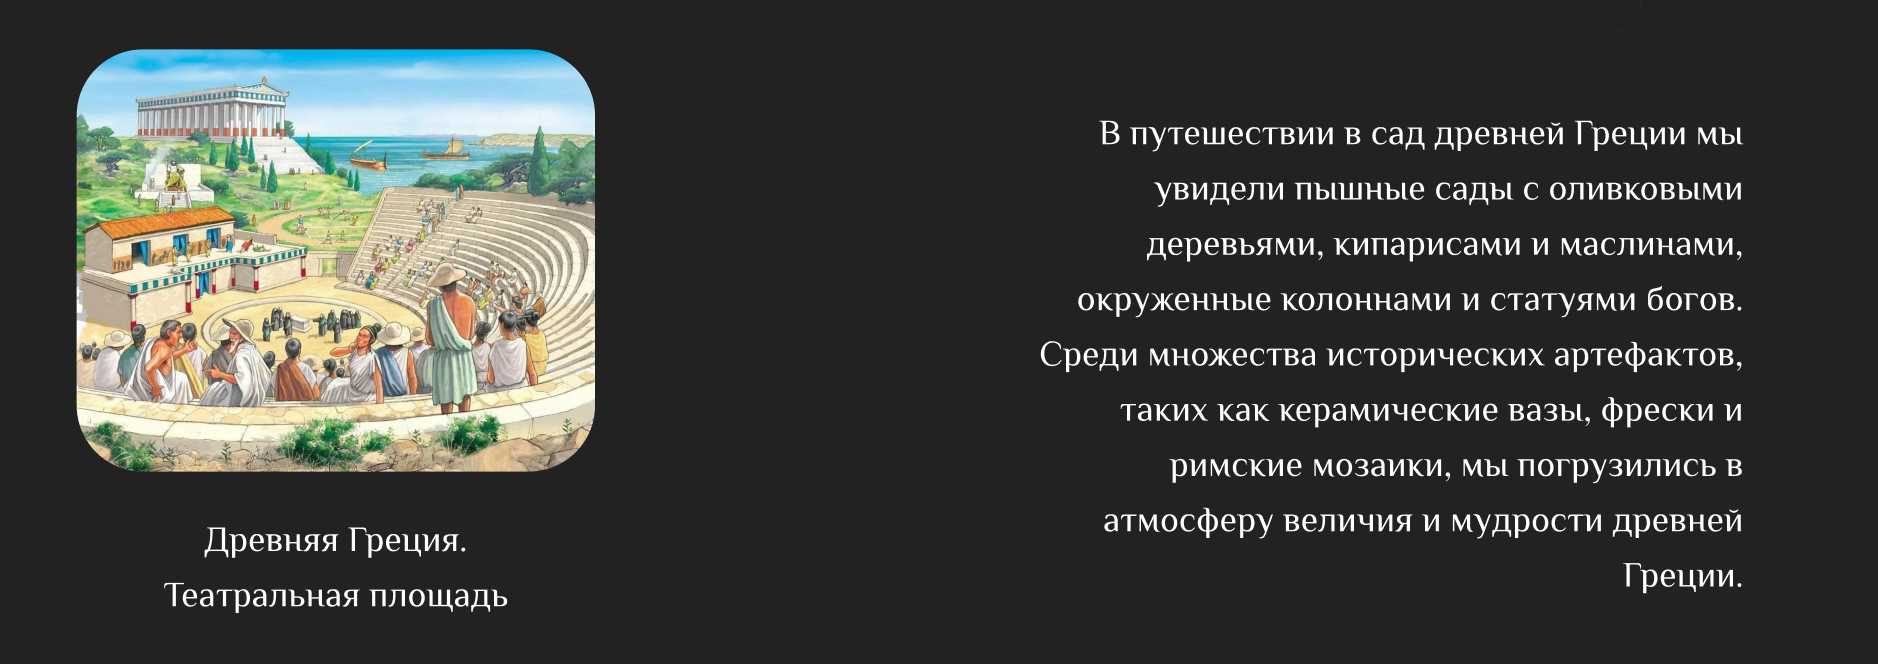 Древняя Греция.
Театральная площадь
В путешествии в сад древней Греции мы
увидели пышные сады с оливковыми
деревьями, кипарисами и маслинами,
окруженные колоннами и статуями богов.
Среди множества исторических артефактов,
таких как керамические вазы, фрески и
римские мозаики, мы погрузились в
атмосферу величия и мудрости древней
Греции.